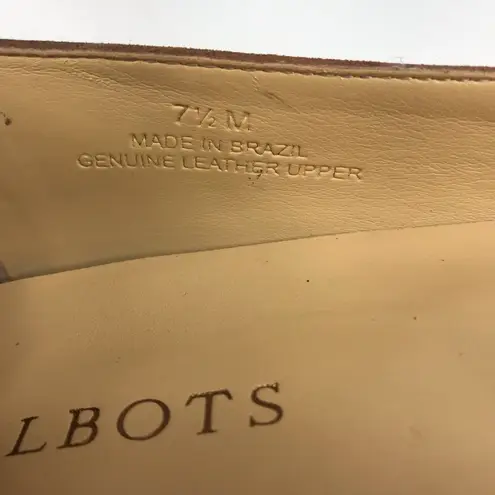 7½ M
MADE IN BRAZIL
GENUINE LEATHER UPPER
LBOTS